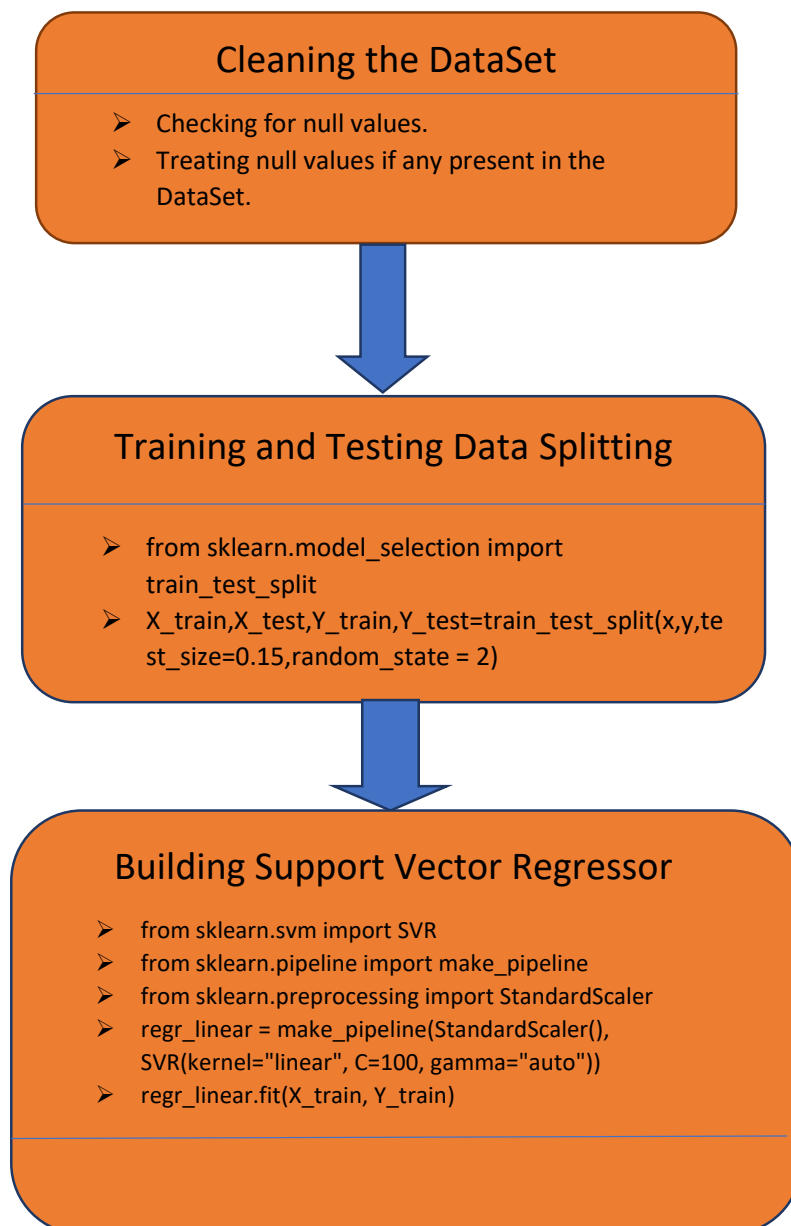 Cleaning the DataSet
➢ Checking for null values.
➢ Treating null values if any present in the
DataSet.
Training and Testing Data Splitting
➢ from sklearn.model_selection import
train_test_split
➢ X_train,X_test,Y_train,Y_test=train_test_split(x,y,te
st_size=0.15,random_state = 2)
Building Support Vector Regressor
➢ from sklearn.svm import SVR
➢ from sklearn.pipeline import make_pipeline
➢ from sklearn.preprocessing import StandardScaler
➢ regr_linear = make_pipeline(StandardScaler(),
SVR(kernel="linear", C=100, gamma="auto"))
➢ regr_linear.fit(X_train, Y_train)